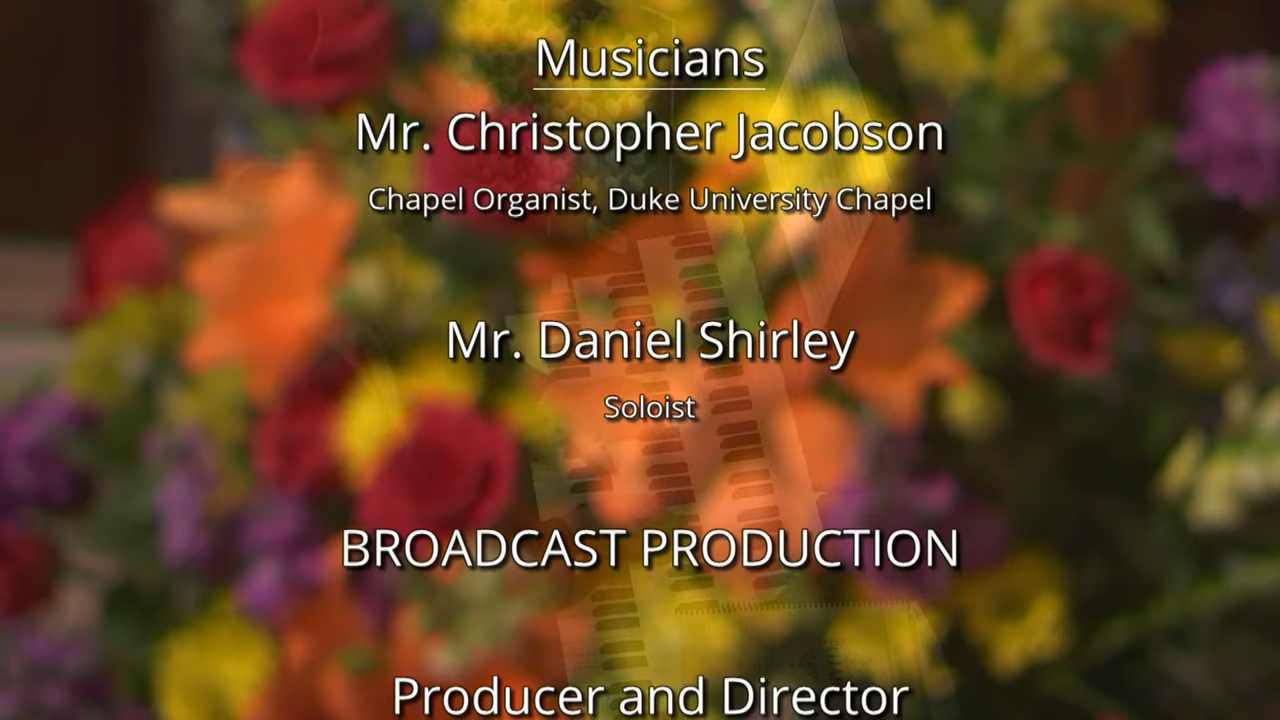 Musicians
Mr. Christopher Jacobson
Chapel Organist, Duke University Chapel
Mr. Daniel Shirley
Soloist
BROADCAST PRODUCTION
Producer and Director